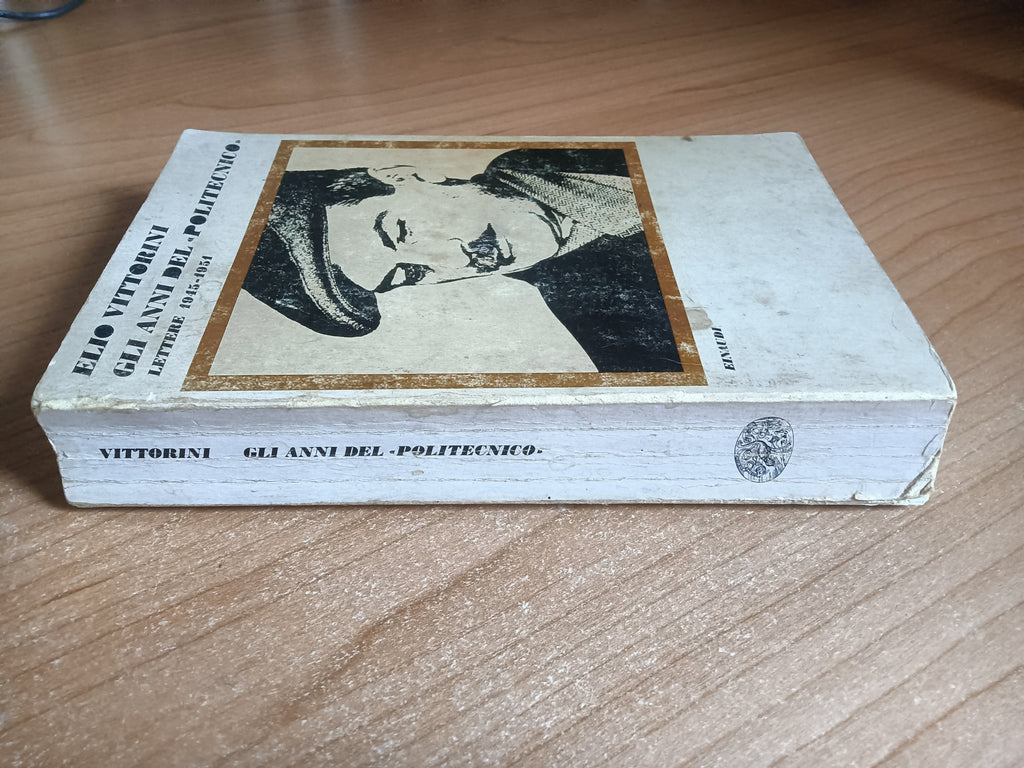 ELIO VITTORINI
GLI ANNI DEL «POLITECNICO»
LETTERE 1945-1951
EINAUDI
VITTORINI GLI ANNI DEL «POLITECNICO»